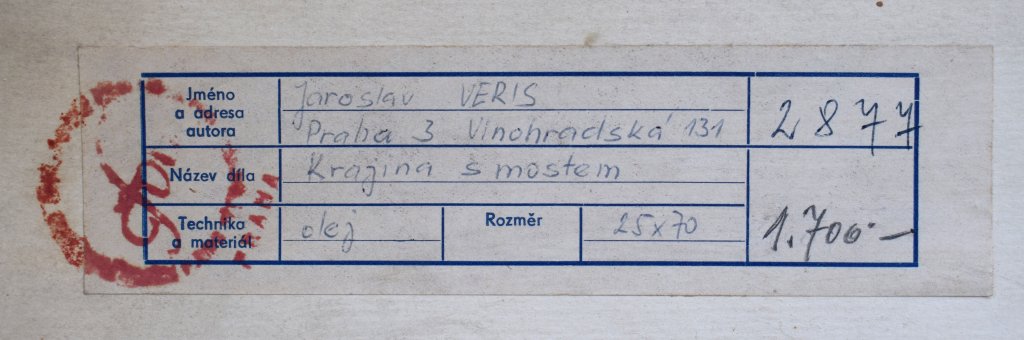 Jméno
a adresa
autora
Jaroslav VERIS
Praha 3 Vinohradská 131
2877
Název díla
Krajina s mostem
Technika
a materiál
olej
Rozměr
25x70
1.700.—